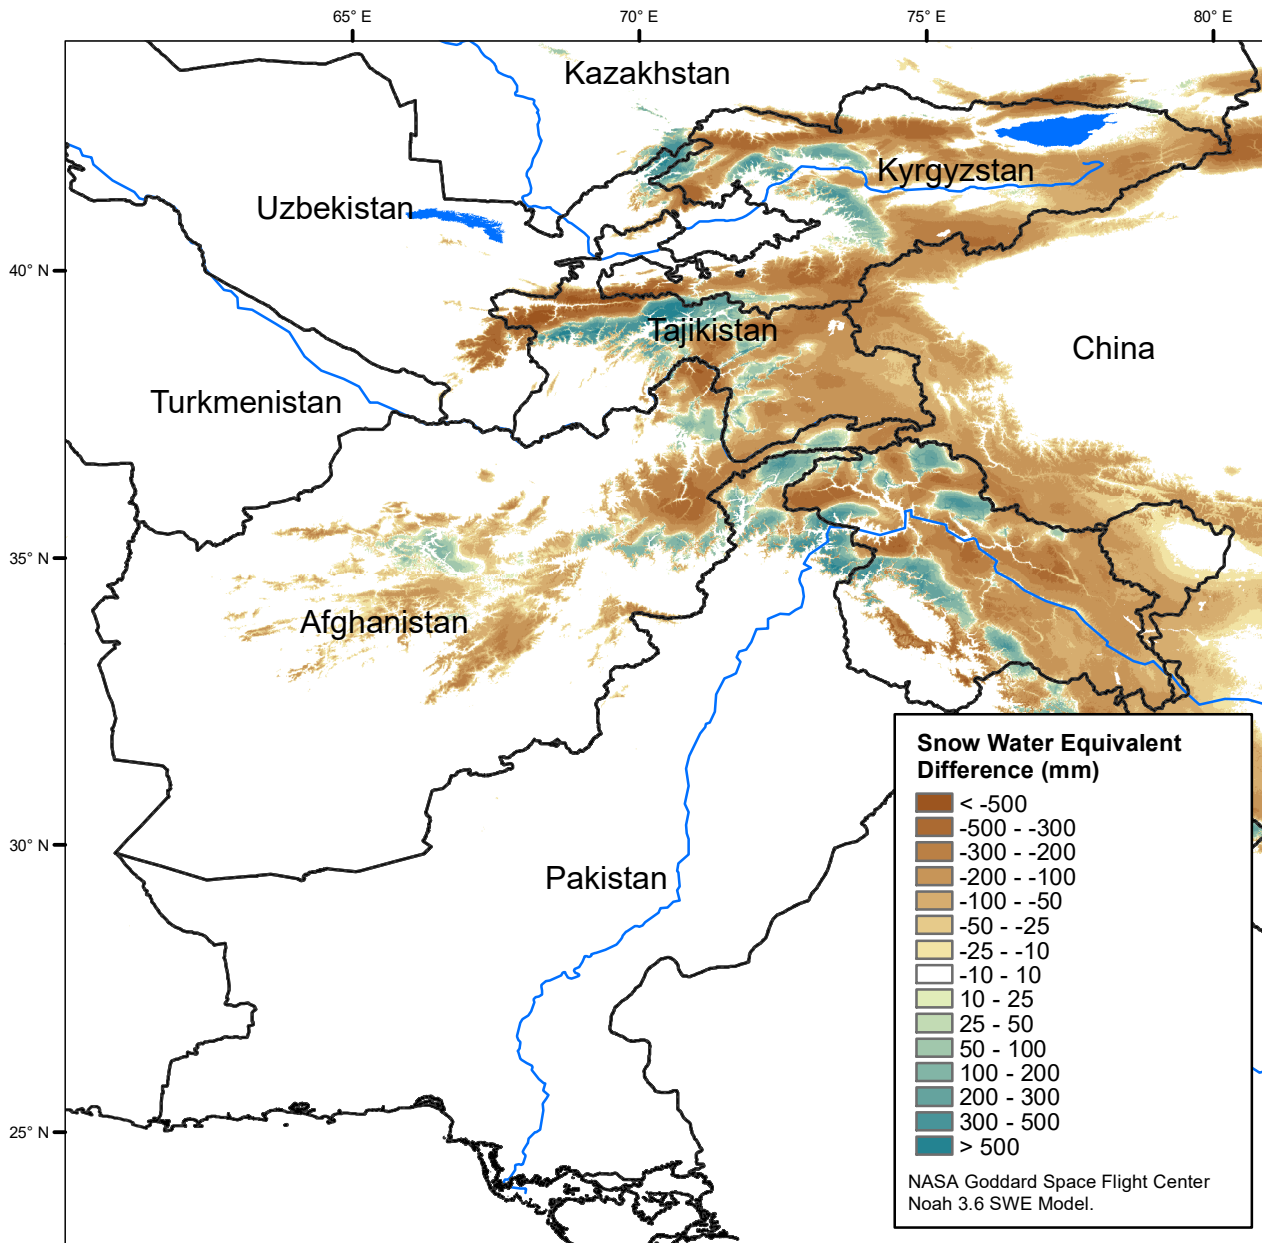 65° E
70° E
75° E
80° E
Kazakhstan
Kyrgyzstan
Uzbekistan
40° N
Tajikistan
China
Turkmenistan
35° N
Afghanistan
30° N
Pakistan
25° N
Snow Water Equivalent
Difference (mm)
< -500
-500 - -300
-300 - -200
-200 - -100
-100 - -50
-50 - -25
-25 - -10
-10 - 10
10 - 25
25 - 50
50 - 100
100 - 200
200 - 300
300 - 500
> 500
NASA Goddard Space Flight Center
Noah 3.6 SWE Model.